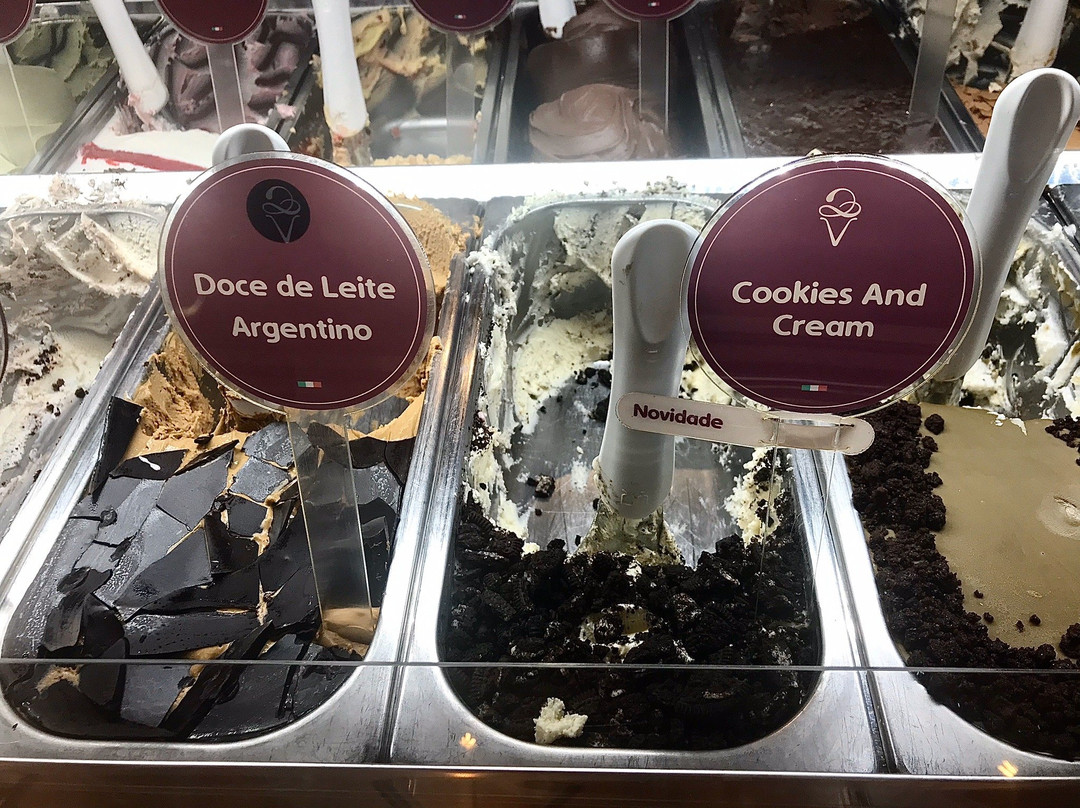 Doce de Leite
Argentino
Cookies And
Cream
Novidade